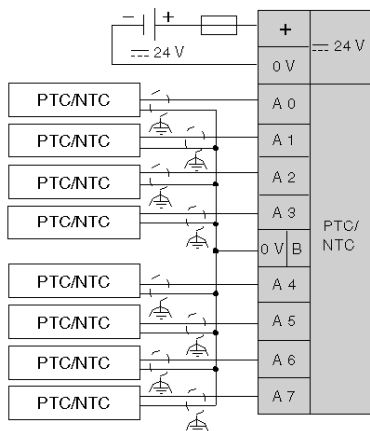 − +
+
⎓ 24 V
⎓ 24 V
0 V
PTC/NTC
A 0
PTC/NTC
A 1
PTC/NTC
A 2
PTC/NTC
A 3
PTC/
NTC
0 V B
PTC/NTC
A 4
PTC/NTC
A 5
PTC/NTC
A 6
PTC/NTC
A 7